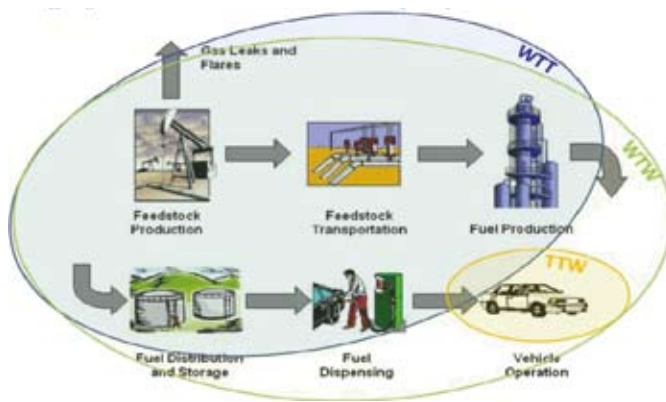 Gas Leaks and
Flares
WTT
WTW
Feedstock
Production
Feedstock
Transportation
Fuel Production
TTW
Fuel Distribution
and Storage
Fuel
Dispensing
Vehicle
Operation